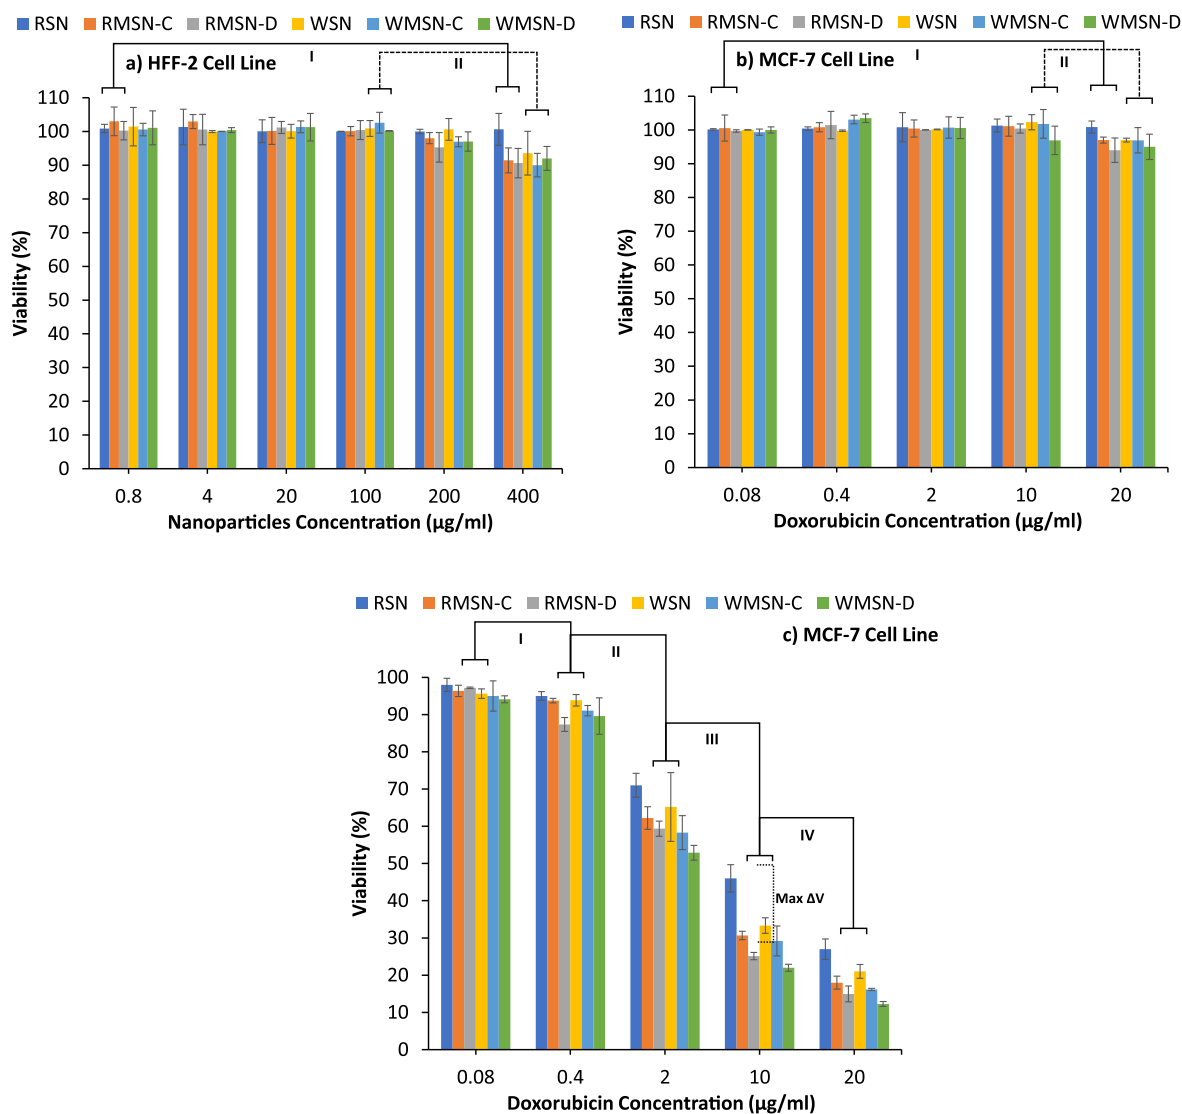 RSN RMSN-C RMSN-D WSN WMSN-C WMSN-D
a) HFF-2 Cell Line
I
II
110
100
90
80
70
60
50
40
30
20
10
0
Viability (%)
0.8 4 20 100 200 400
Nanoparticles Concentration (µg/ml)
RSN RMSN-C RMSN-D WSN WMSN-C WMSN-D
b) MCF-7 Cell Line
I
II
110
100
90
80
70
60
50
40
30
20
10
0
Viability (%)
0.08 0.4 2 10 20
Doxorubicin Concentration (µg/ml)
RSN RMSN-C RMSN-D WSN WMSN-C WMSN-D
c) MCF-7 Cell Line
I
II
III
IV
Max ΔV
100
90
80
70
60
50
40
30
20
10
0
Viability (%)
0.08 0.4 2 10 20
Doxorubicin Concentration (µg/ml)